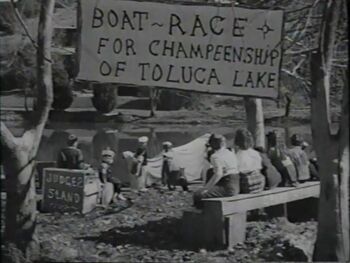 BOAT-RACE
FOR CHAMPEENSHIP
OF TOLUCA LAKE
JUDGES
STAND